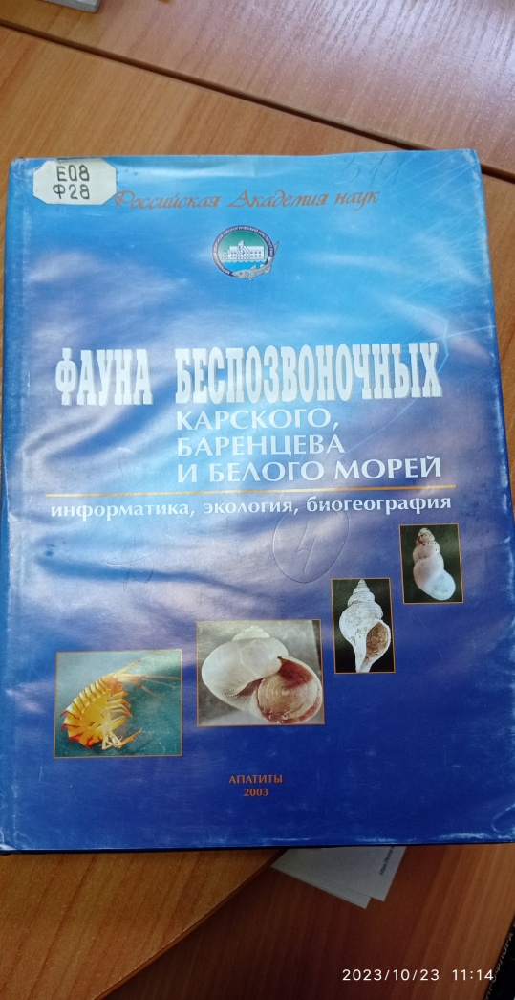 Е08
Ф28
Российская Академия наук
ФАУНА БЕСПОЗВОНОЧНЫХ
КАРСКОГО,
БАРЕНЦЕВА
И БЕЛОГО МОРЕЙ
информатика, экология, биогеография
АПАТИТЫ
2003
2023/10/23 11:14